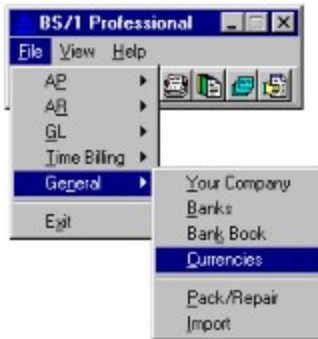 BS/1 Professional
File View Help
AP
AR
GL
Time Billing
General
Exit
Your Company
Banks
Bank Book
Currencies
Pack/Repair
Import